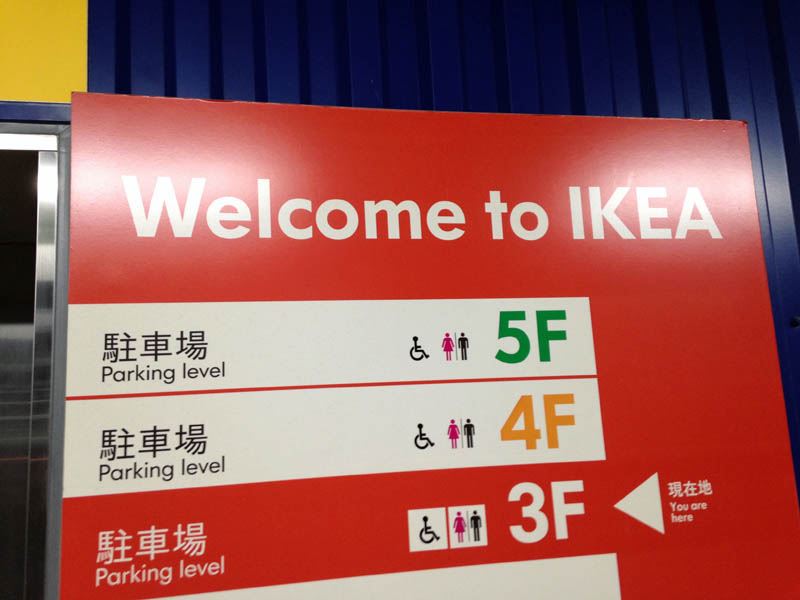 Welcome to IKEA
駐車場
Parking level
5F
駐車場
Parking level
4F
駐車場
Parking level
3F
現在地
You are
here